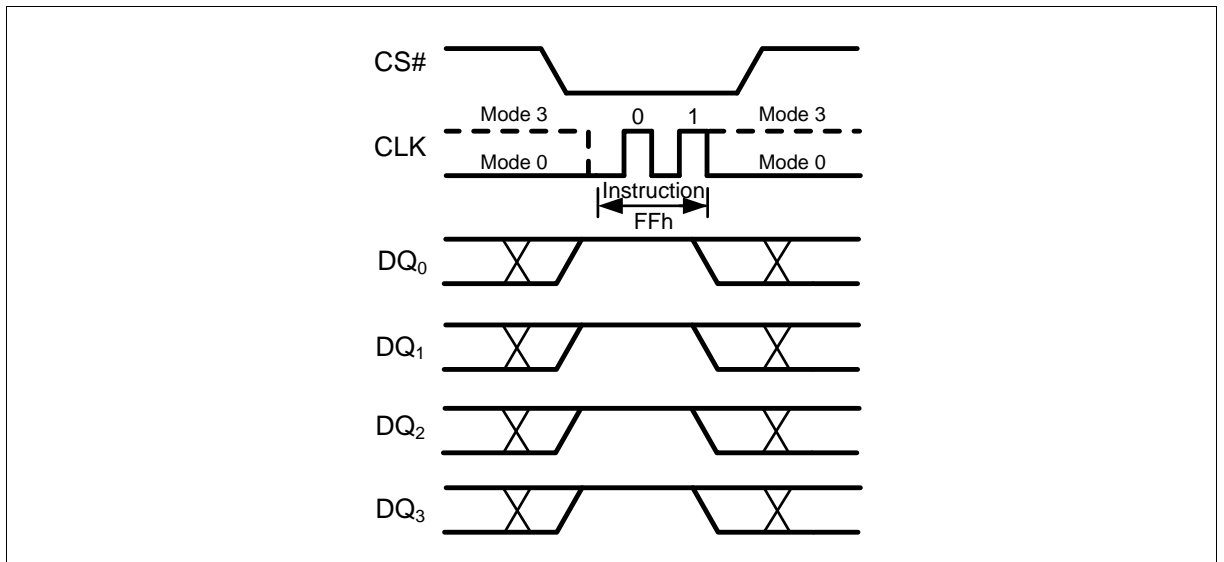 CS#
Mode 3 0 1 Mode 3
CLK
Mode 0 Mode 0
Instruction
FFh
DQ0
DQ1
DQ2
DQ3